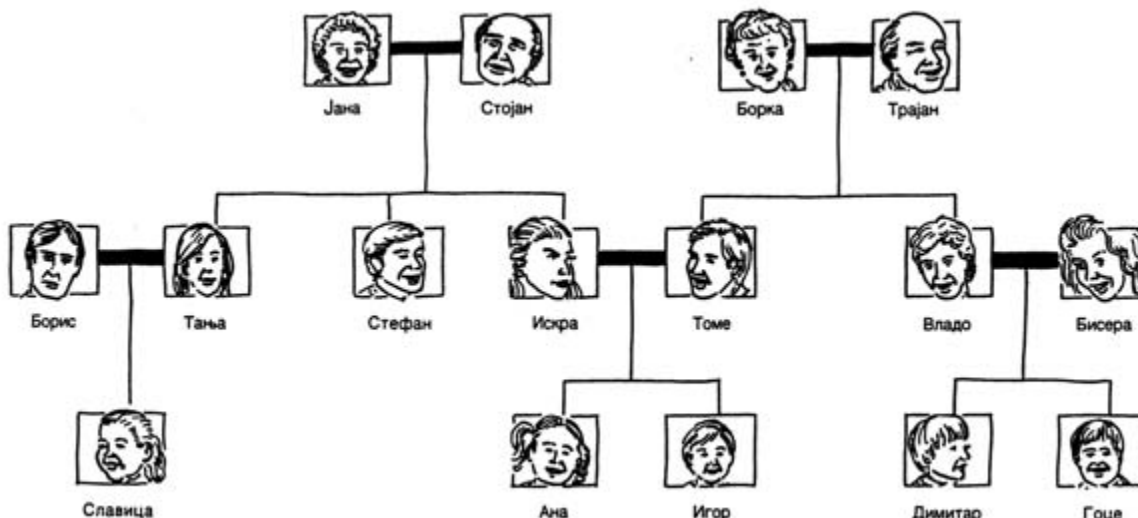 Јана Стојан Борка Трајан
Борис Тања Стефан Искра Томе Владо Бисера
Славица Ана Игор Димитар Гоце